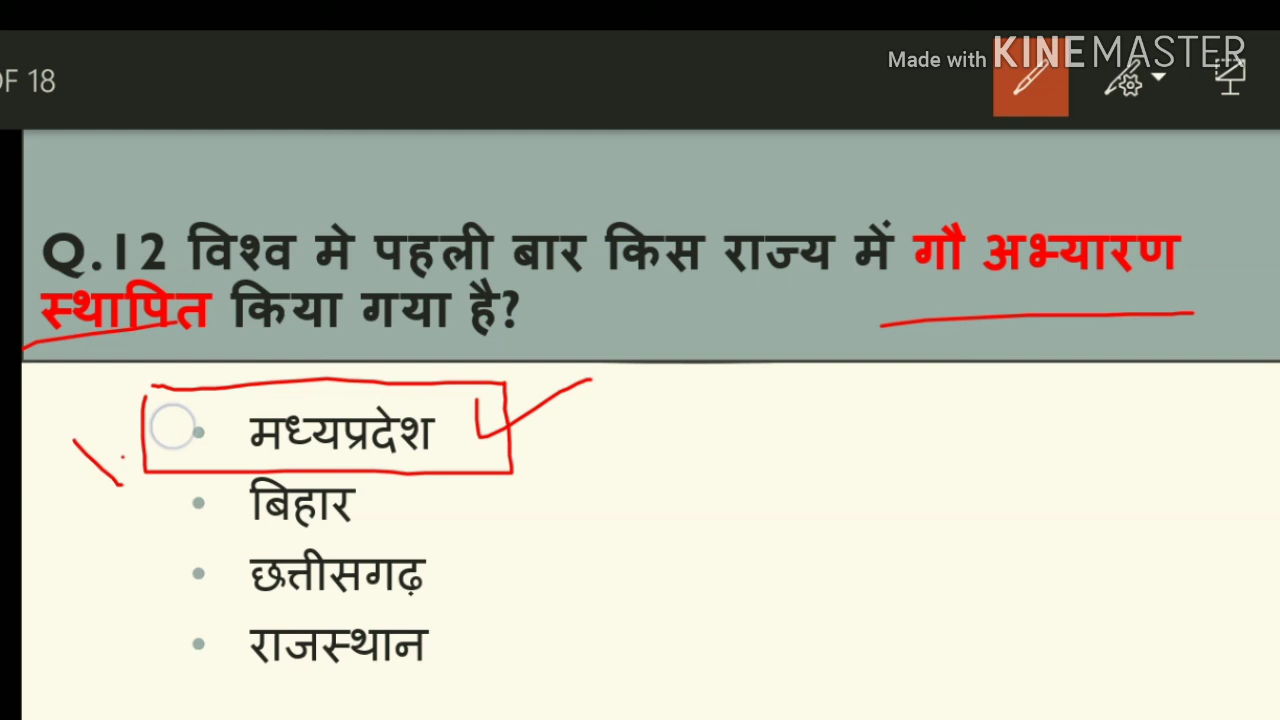 Made with KINEMASTER
OF 18
Q.12 विश्व मे पहली बार किस राज्य में गौ अभ्यारण
स्थापित किया गया है?
मध्यप्रदेश
बिहार
छत्तीसगढ़
राजस्थान